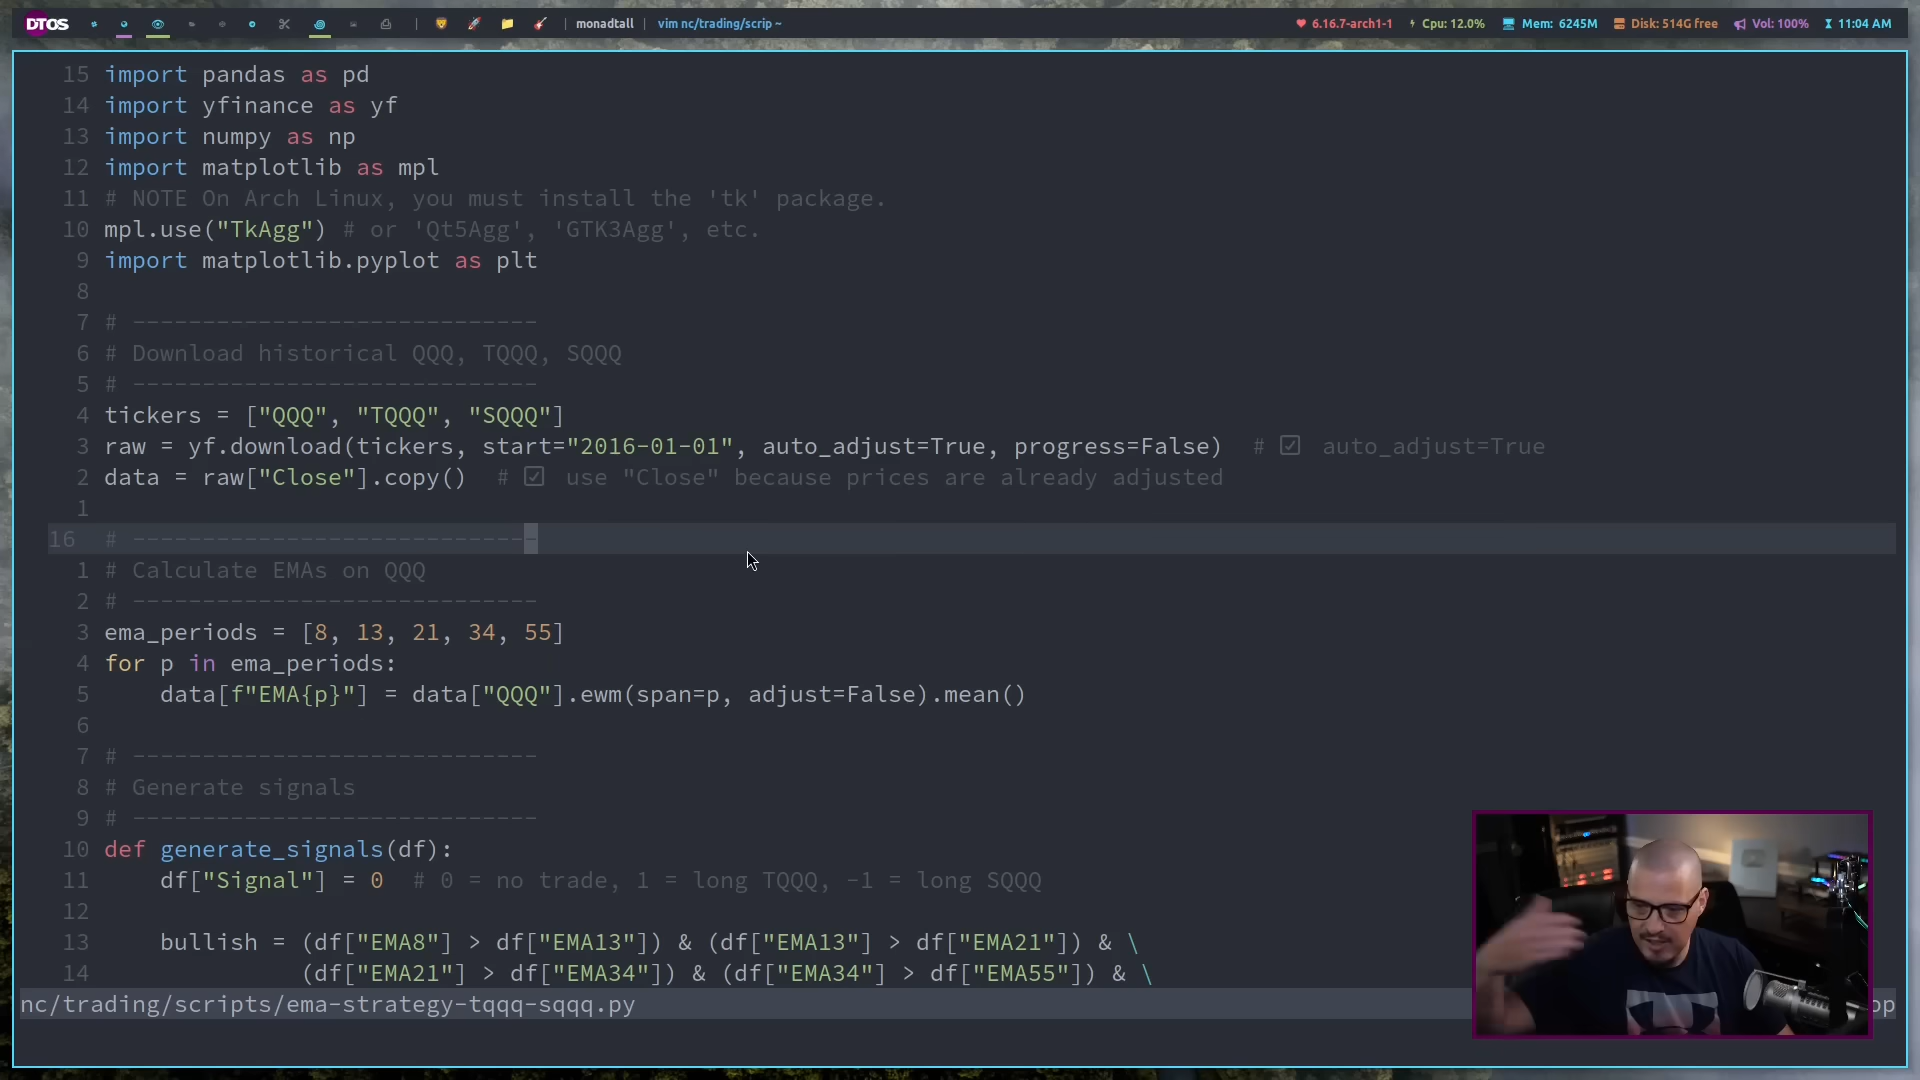 DTOS | monadtall | vim nc/trading/scrip ~ 6.16.7-arch1-1 Cpu: 12.0% Mem: 6245M Disk: 514G free Vol: 100% 11:04 AM
15 import pandas as pd
14 import yfinance as yf
13 import numpy as np
12 import matplotlib as mpl
11 # NOTE On Arch Linux, you must install the 'tk' package.
10 mpl.use("TkAgg") # or 'Qt5Agg', 'GTK3Agg', etc.
9 import matplotlib.pyplot as plt
8
7 # -----------------------------
6 # Download historical QQQ, TQQQ, SQQQ
5 # -----------------------------
4 tickers = ["QQQ", "TQQQ", "SQQQ"]
3 raw = yf.download(tickers, start="2016-01-01", auto_adjust=True, progress=False)  # ☑ auto_adjust=True
2 data = raw["Close"].copy()  # ☑ use "Close" because prices are already adjusted
1
16 # -----------------------------
1 # Calculate EMAs on QQQ
2 # -----------------------------
3 ema_periods = [8, 13, 21, 34, 55]
4 for p in ema_periods:
5     data[f"EMA{p}"] = data["QQQ"].ewm(span=p, adjust=False).mean()
6
7 # -----------------------------
8 # Generate signals
9 # -----------------------------
10 def generate_signals(df):
11     df["Signal"] = 0  # 0 = no trade, 1 = long TQQQ, -1 = long SQQQ
12
13     bullish = (df["EMA8"] > df["EMA13"]) & (df["EMA13"] > df["EMA21"]) & \
14               (df["EMA21"] > df["EMA34"]) & (df["EMA34"] > df["EMA55"]) & \
nc/trading/scripts/ema-strategy-tqqq-sqqq.py op